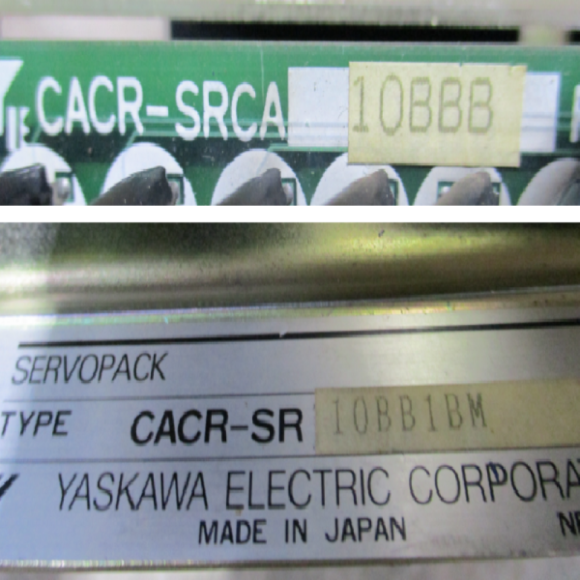 CACR-SRCA 10BBB
SERVOPACK
TYPE CACR-SR 10BB1BM
YASKAWA ELECTRIC CORPORA
MADE IN JAPAN